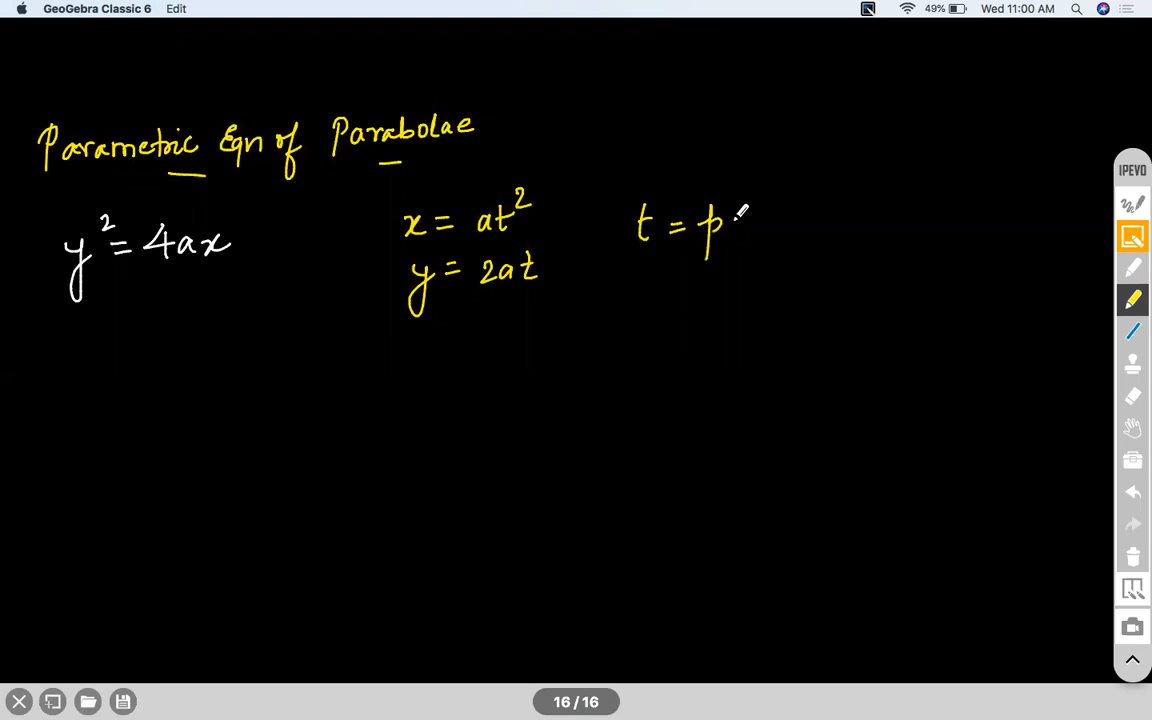 GeoGebra Classic 6 Edit 49% Wed 11:00 AM
Parametric Eqn of Parabolae
y² = 4ax
x = at²
y = 2at
t = p
IPEVO
16 / 16